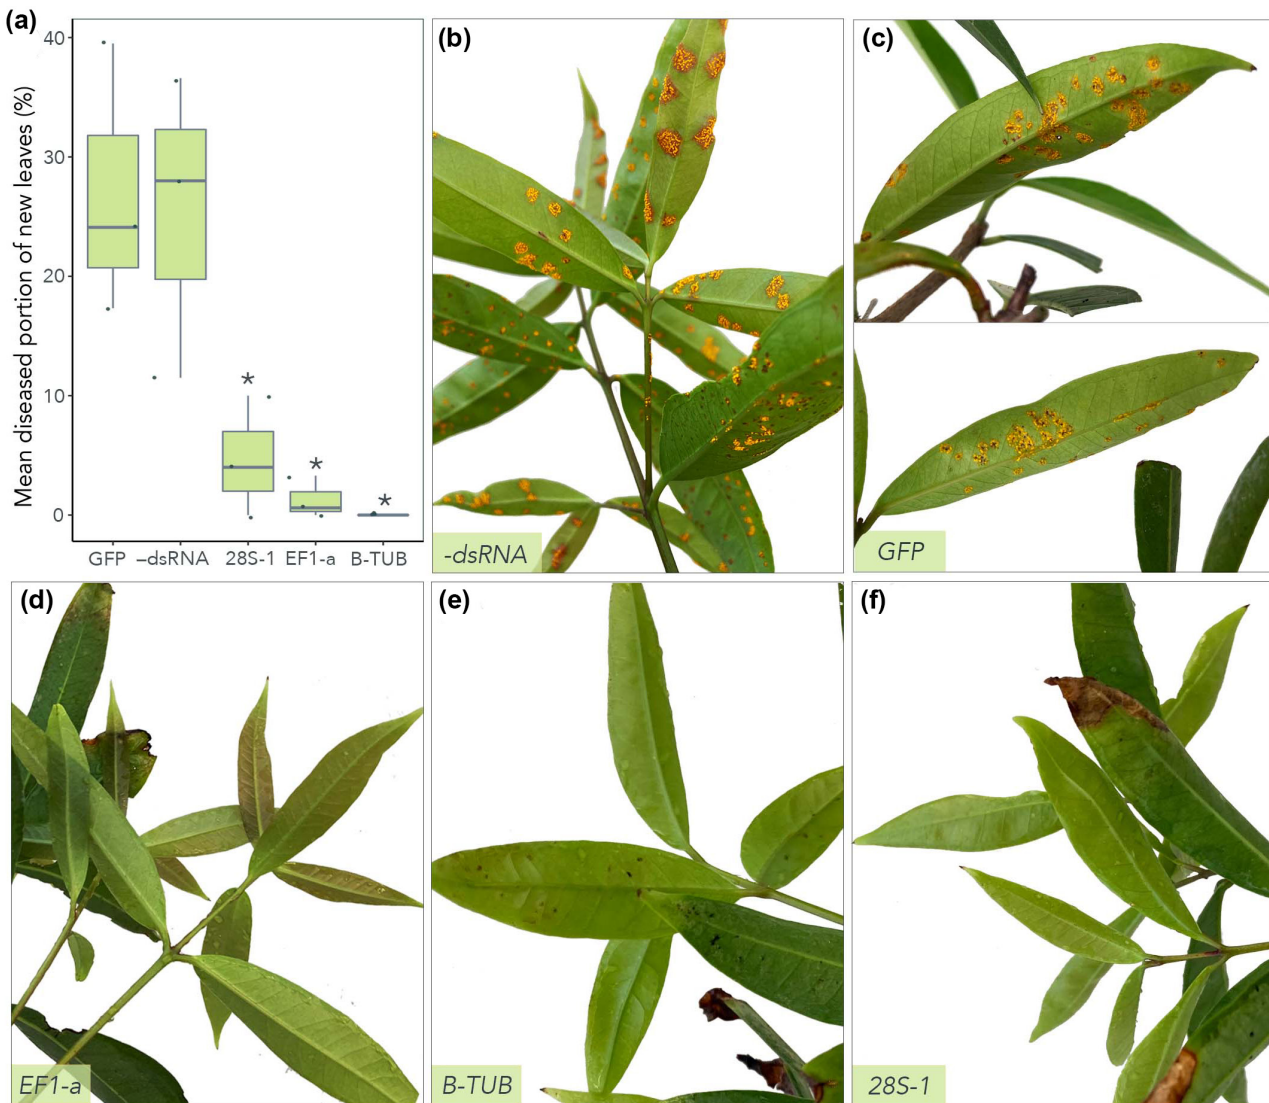 (a)
Mean diseased portion of new leaves (%)
40
30
20
10
0
*
*
*
GFP –dsRNA 28S-1 EF1-a B-TUB
(b)
-dsRNA
(c)
GFP
(d)
EF1-a
(e)
B-TUB
(f)
28S-1